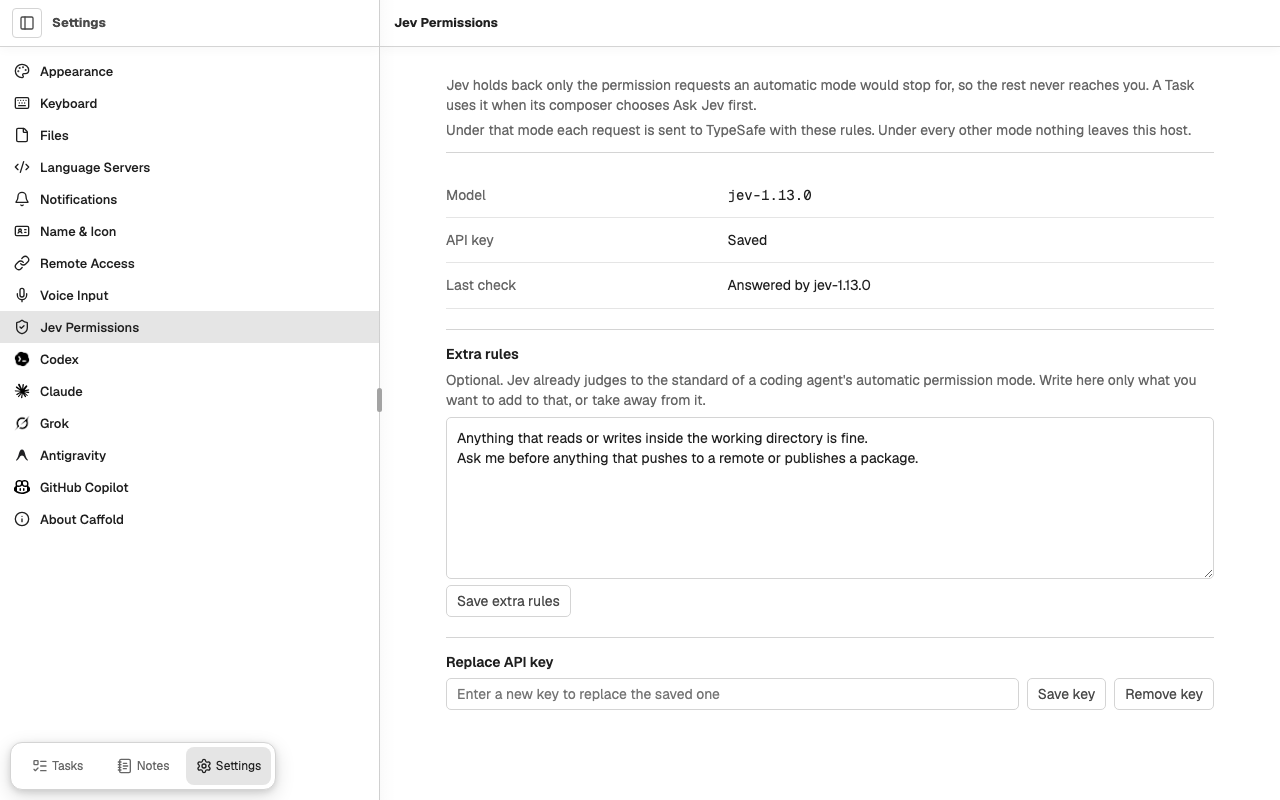 Settings
Jev Permissions
Appearance
Keyboard
Files
Language Servers
Notifications
Name & Icon
Remote Access
Voice Input
Jev Permissions
Codex
Claude
Grok
Antigravity
GitHub Copilot
About Caffold
Jev holds back only the permission requests an automatic mode would stop for, so the rest never reaches you. A Task
uses it when its composer chooses Ask Jev first.
Under that mode each request is sent to TypeSafe with these rules. Under every other mode nothing leaves this host.
Model jev-1.13.0
API key Saved
Last check Answered by jev-1.13.0
Extra rules
Optional. Jev already judges to the standard of a coding agent's automatic permission mode. Write here only what you
want to add to that, or take away from it.
Anything that reads or writes inside the working directory is fine.
Ask me before anything that pushes to a remote or publishes a package.
Save extra rules
Replace API key
Enter a new key to replace the saved one Save key Remove key
Tasks Notes Settings